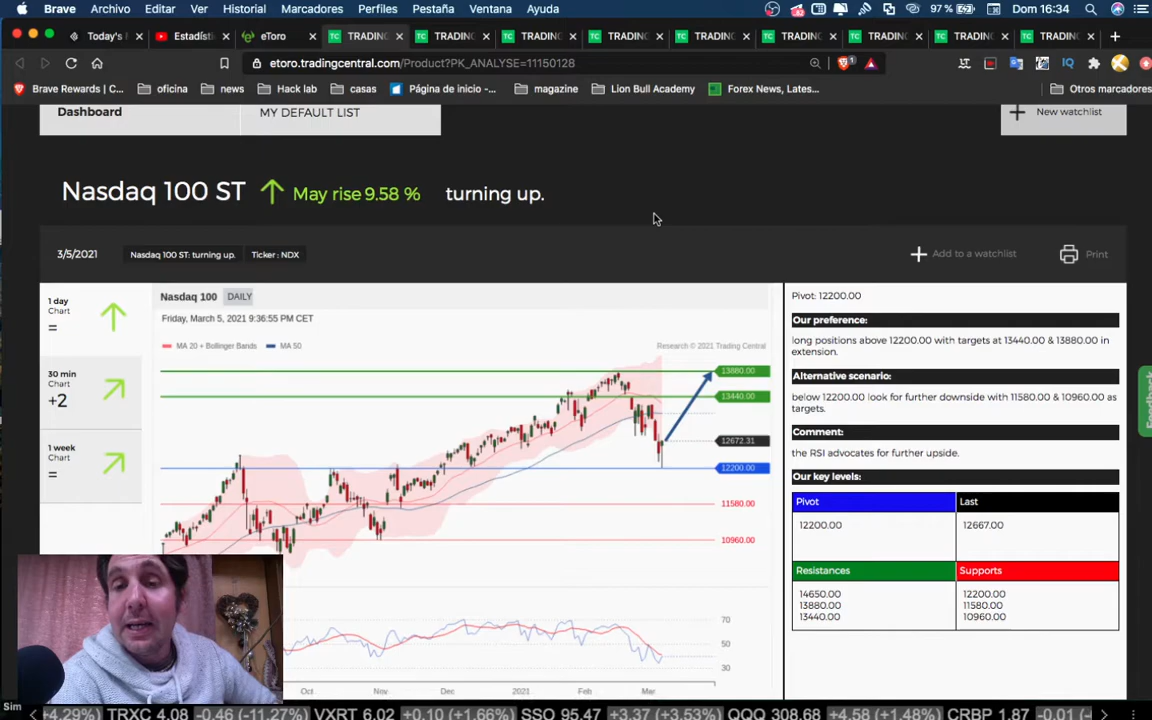 Brave Archivo Editar Ver Historial Marcadores Perfiles Pestaña Ventana Ayuda 97 % Dom 16:34
Today's Estadís eToro TRADING TRADING TRADING TRADING TRADING TRADING TRADING TRADING TRADING
etoro.tradingcentral.com/Product?PK_ANALYSE=11150128
Brave Rewards | C... oficina news Hack lab casas Página de inicio -... magazine Lion Bull Academy Forex News, Lates... Otros marcadores
Dashboard MY DEFAULT LIST New watchlist
Nasdaq 100 ST May rise 9.58 % turning up.
3/5/2021 Nasdaq 100 ST: turning up. Ticker : NDX Add to a watchlist Print
1 day
Chart
=
30 min
Chart
+2
1 week
Chart
=
Nasdaq 100 DAILY
Friday, March 5, 2021 9:36:55 PM CET
MA 20 + Bollinger Bands MA 50 Research © 2021 Trading Central
13880.00
13440.00
12672.31
12200.00
11580.00
10960.00
70
50
30
Oct Nov Dec 2021 Feb Mar
Pivot: 12200.00
Our preference:
long positions above 12200.00 with targets at 13440.00 & 13880.00 in
extension.
Alternative scenario:
below 12200.00 look for further downside with 11580.00 & 10960.00 as
targets.
Comment:
the RSI advocates for further upside.
Our key levels:
Pivot Last
12200.00 12667.00
Resistances Supports
14650.00 12200.00
13880.00 11580.00
13440.00 10960.00
Feedback
Sim
+4.29%) TRXC 4.08 -0.46 (-11.27%) VXRT 6.02 +0.10 (+1.66%) SSO 95.47 +3.37 (+3.53%) QQQ 308.68 +4.58 (+1.48%) CRBP 1.87 -0.01 (